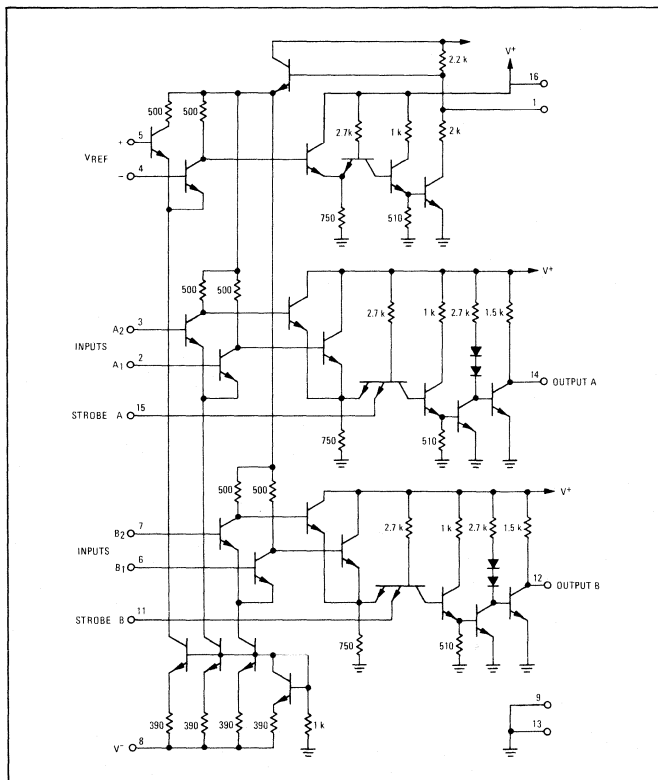 2.2 k
V+
16
1
500
500
5
+
VREF
4
−
2.7k
1 k
2 k
750
510
V+
500
500
2.7 k
1 k
2.7 k
1.5 k
A2
3
INPUTS
A1
2
14
OUTPUT A
15
STROBE A
750
510
V+
500
500
2.7 k
1 k
2.7 k
1.5 k
B2
7
INPUTS
B1
6
12
OUTPUT B
11
STROBE B
750
510
390
390
390
390
1 k
V−
8
9
13